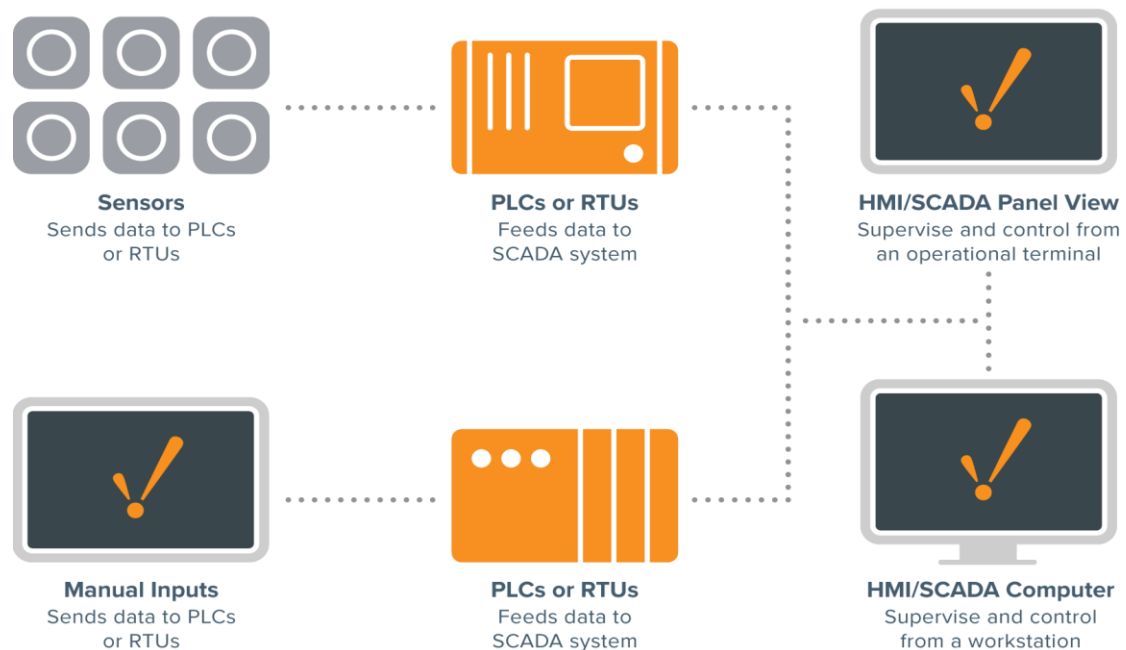 Sensors
Sends data to PLCs
or RTUs
PLCs or RTUs
Feeds data to
SCADA system
HMI/SCADA Panel View
Supervise and control from
an operational terminal
Manual Inputs
Sends data to PLCs
or RTUs
PLCs or RTUs
Feeds data to
SCADA system
HMI/SCADA Computer
Supervise and control
from a workstation